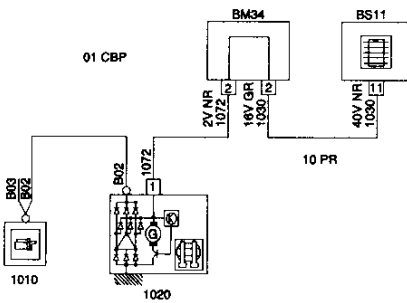 BM34
BS11
01 CBP
2
2
11
2V NR
1072
16V GR
1030
40V NR
1030
10 PR
B03
B02
B02
1072
1
G
1010
1020